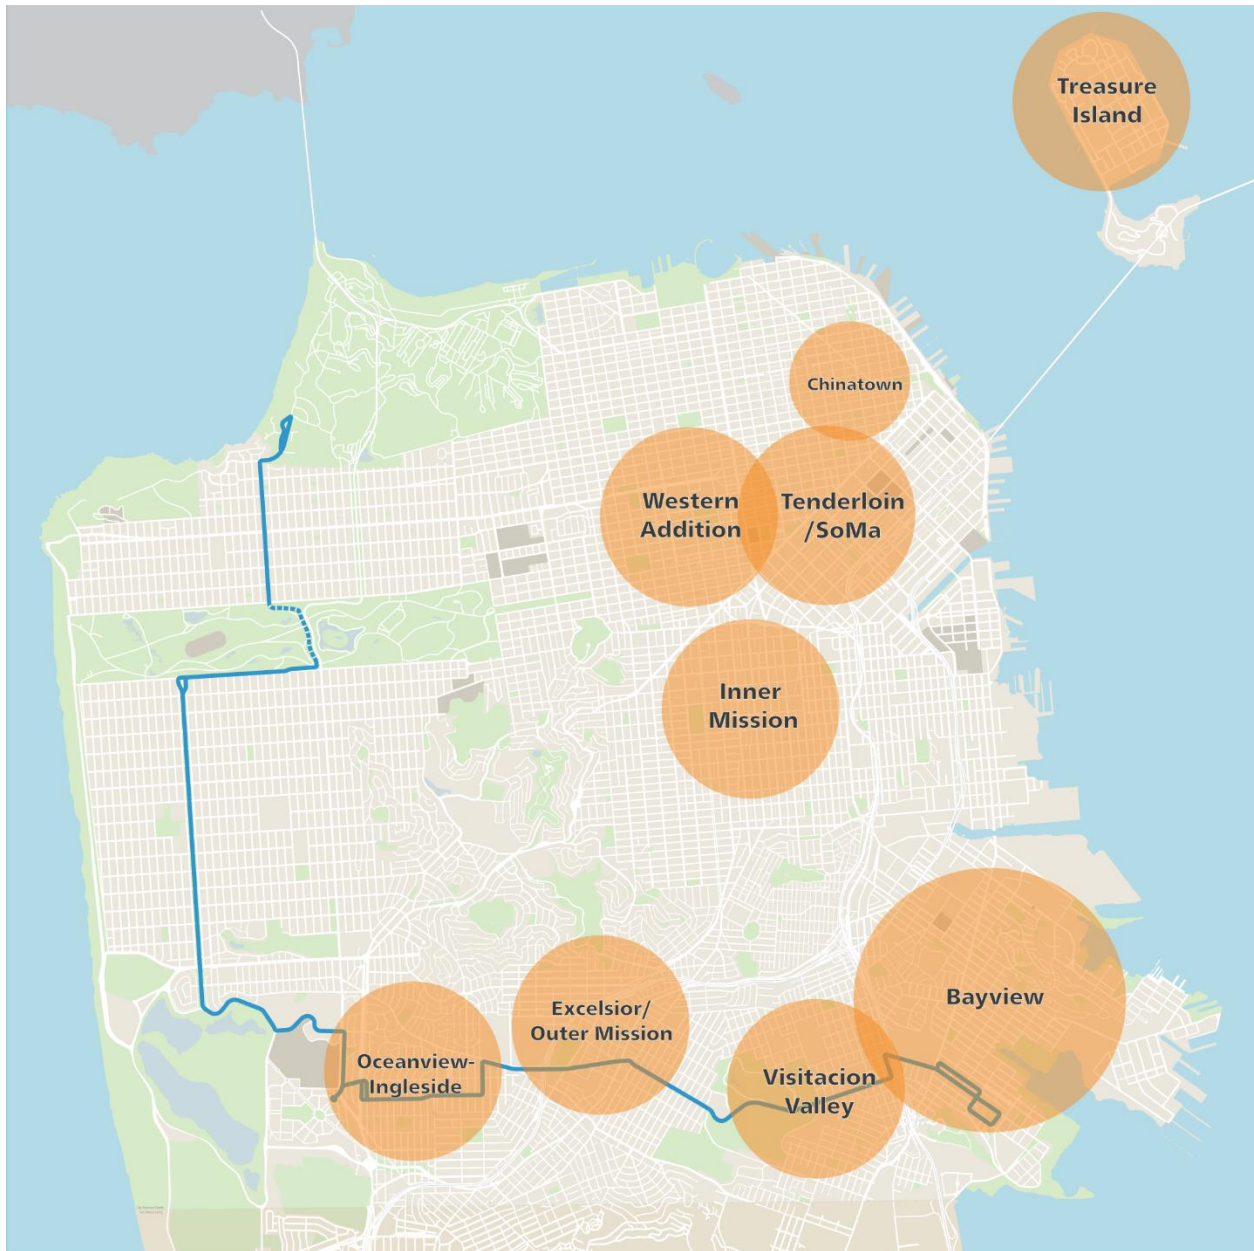 Treasure
Island
Chinatown
Western
Addition
Tenderloin
/SoMa
Inner
Mission
Bayview
Excelsior/
Outer Mission
Oceanview-
Ingleside
Visitacion
Valley